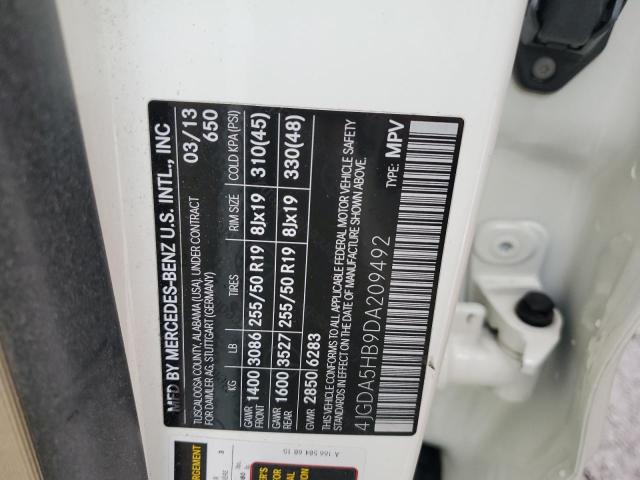 MFD BY MERCEDES-BENZ U.S. INTL., INC
TUSCALOOSA COUNTY, ALABAMA (USA), UNDER CONTRACT 03/13
FOR DAIMLER AG, STUTTGART (GERMANY) 650
KG LB TIRES RIM SIZE COLD KPA (PSI)
GAWR FRONT 1400 3086 255/50 R19 8Jx19 310(45)
GAWR REAR 1600 3527 255/50 R19 8Jx19 330(48)
GVWR 2850 6283
THIS VEHICLE CONFORMS TO ALL APPLICABLE FEDERAL MOTOR VEHICLE SAFETY
STANDARDS IN EFFECT ON THE DATE OF MANUFACTURE SHOWN ABOVE.
4JGDA5HB9DA209492 TYPE: MPV
A 166 584 68 15